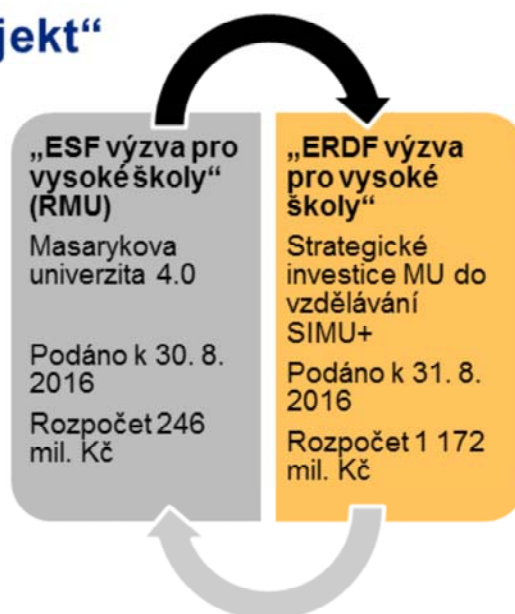 jekt“
„ESF výzva pro
vysoké školy“
(RMU)
Masarykova
univerzita 4.0
Podáno k 30. 8.
2016
Rozpočet 246
mil. Kč
„ERDF výzva
pro vysoké
školy“
Strategické
investice MU do
vzdělávání
SIMU+
Podáno k 31. 8.
2016
Rozpočet 1 172
mil. Kč